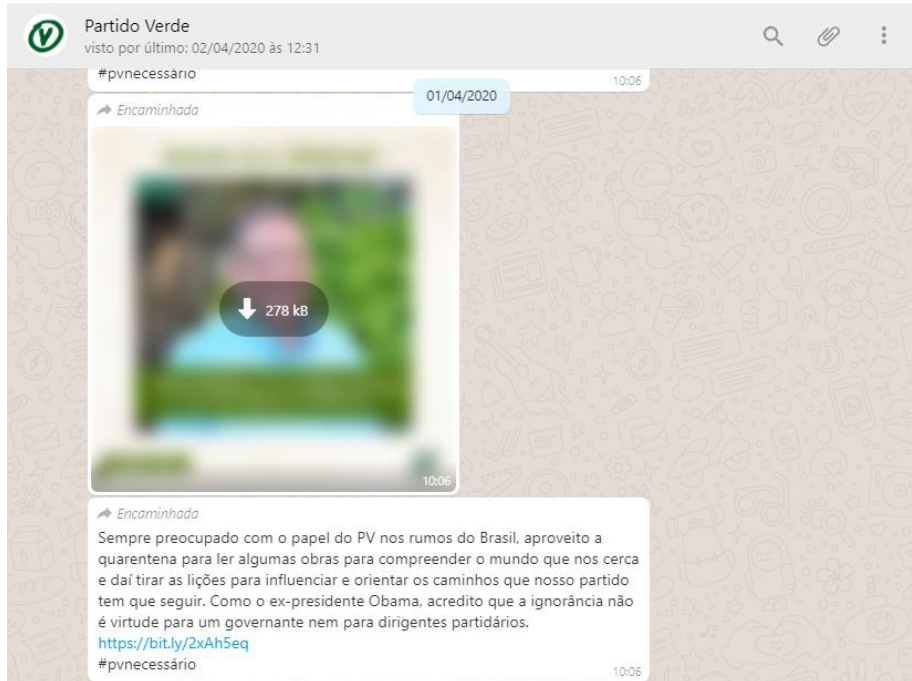 Partido Verde
visto por último: 02/04/2020 às 12:31
#pvnecessário
10:06
01/04/2020
Encaminhada
278 kB
10:06
Encaminhada
Sempre preocupado com o papel do PV nos rumos do Brasil, aproveito a
quarentena para ler algumas obras para compreender o mundo que nos cerca
e daí tirar as lições para influenciar e orientar os caminhos que nosso partido
tem que seguir. Como o ex-presidente Obama, acredito que a ignorância não
é virtude para um governante nem para dirigentes partidários.
https://bit.ly/2xAh5eq
#pvnecessário
10:06